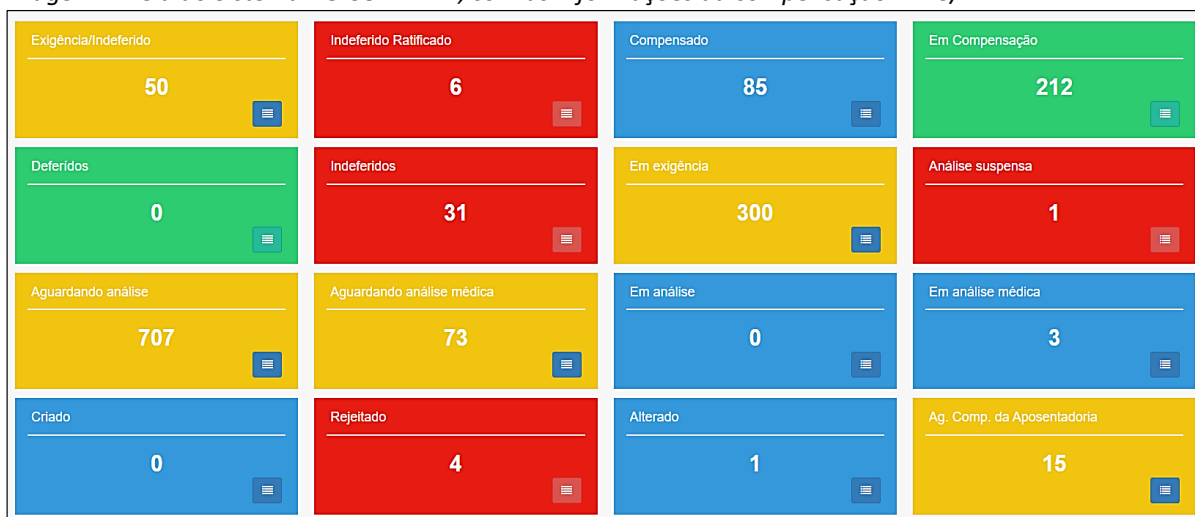 Exigência/Indeferido Indeferido Ratificado Compensado Em Compensação
50 6 85 212
Deferidos Indeferidos Em exigência Análise suspensa
0 31 300 1
Aguardando análise Aguardando análise médica Em análise Em análise médica
707 73 0 3
Criado Rejeitado Alterado Ag. Comp. da Aposentadoria
0 4 1 15